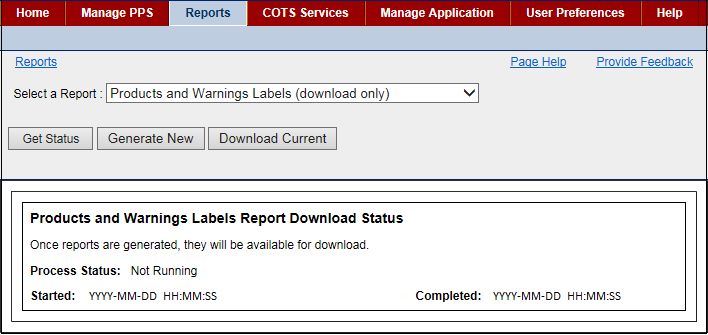 Home Manage PPS Reports COTS Services Manage Application User Preferences Help
Reports Page Help Provide Feedback
Select a Report : Products and Warnings Labels (download only)
Get Status Generate New Download Current
Products and Warnings Labels Report Download Status
Once reports are generated, they will be available for download.
Process Status: Not Running
Started: YYYY-MM-DD HH:MM:SS Completed: YYYY-MM-DD HH:MM:SS